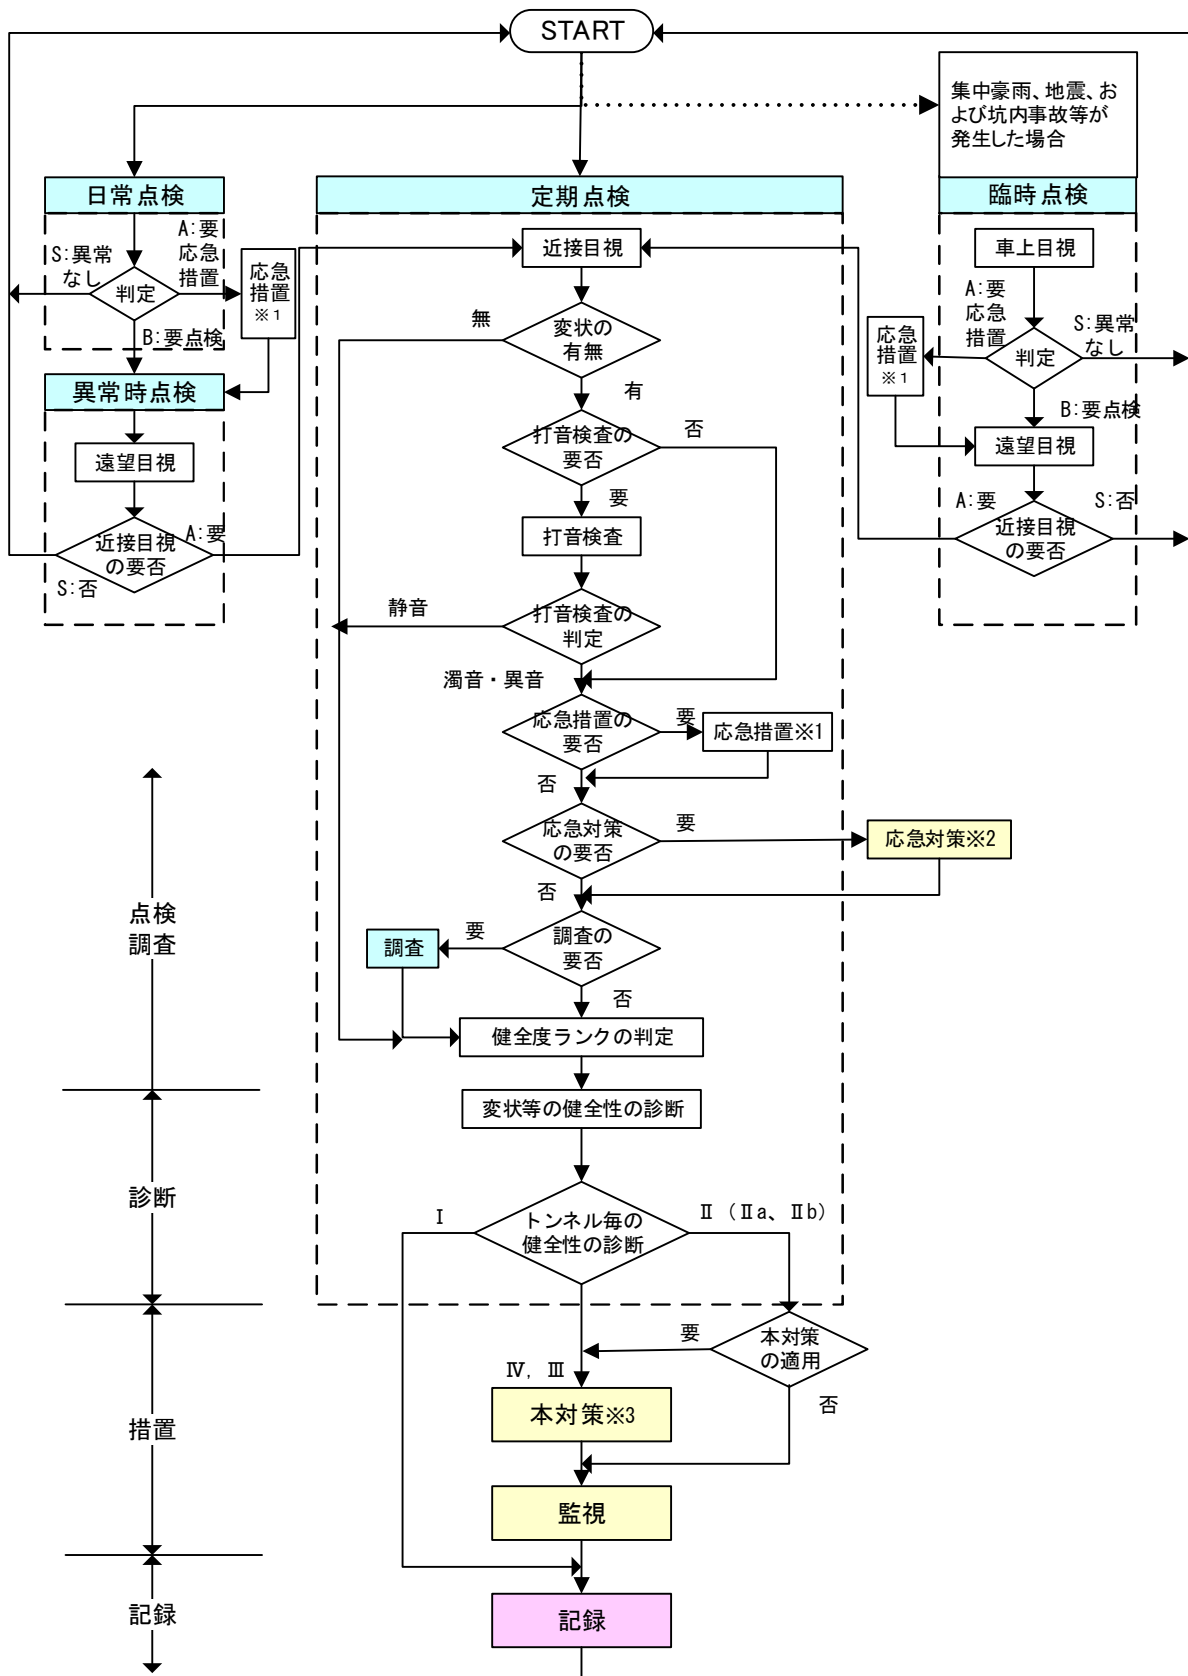 START
集中豪雨、地震、お
よび坑内事故等が
発生した場合
日常点検
S:異常
なし
A:要
応急
措置
判定
B:要点検
応急
措置
※1
異常時点検
遠望目視
近接目視
の要否
A:要
S:否
定期点検
近接目視
変状の
有無
無
有
打音検査の
要否
否
要
打音検査
打音検査の
判定
静音
濁音・異音
応急措置の
要否
要
応急措置※1
否
応急対策
の要否
要
応急対策※2
否
調査の
要否
要
調査
否
健全度ランクの判定
変状等の健全性の診断
トンネル毎の
健全性の診断
Ⅰ
Ⅱ（Ⅱa、Ⅱb）
本対策
の適用
要
否
Ⅳ, Ⅲ
本対策※3
監視
記録
臨時点検
車上目視
A:要
応急
措置
S:異常
なし
判定
応急
措置
※1
B:要点検
遠望目視
A:要
S:否
近接目視
の要否
点検
調査
診断
措置
記録